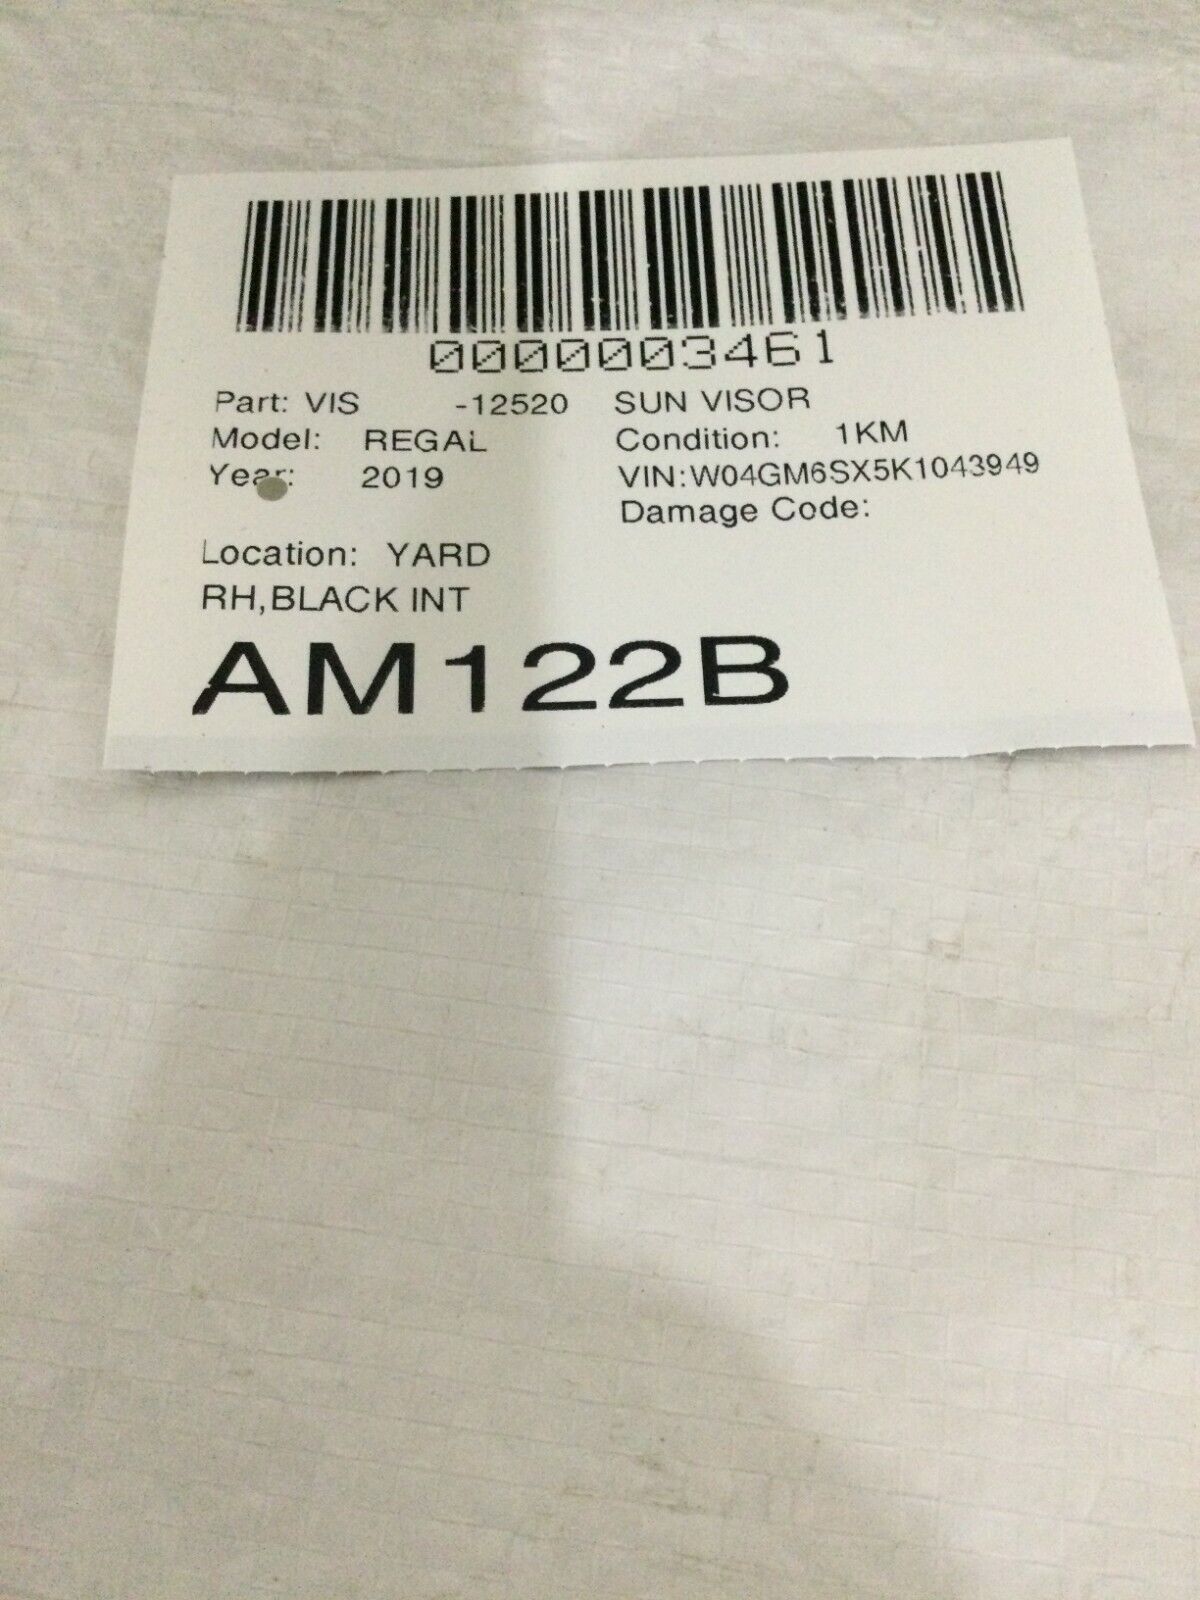 0000003461
Part: VIS -12520 SUN VISOR
Model: REGAL Condition: 1KM
Year: 2019 VIN:W04GM6SX5K1043949
Damage Code:
Location: YARD
RH,BLACK INT
AM122B